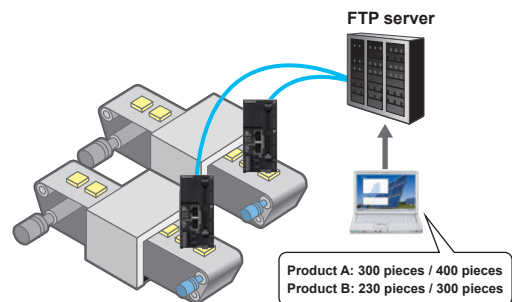 FTP server
Product A: 300 pieces / 400 pieces
Product B: 230 pieces / 300 pieces